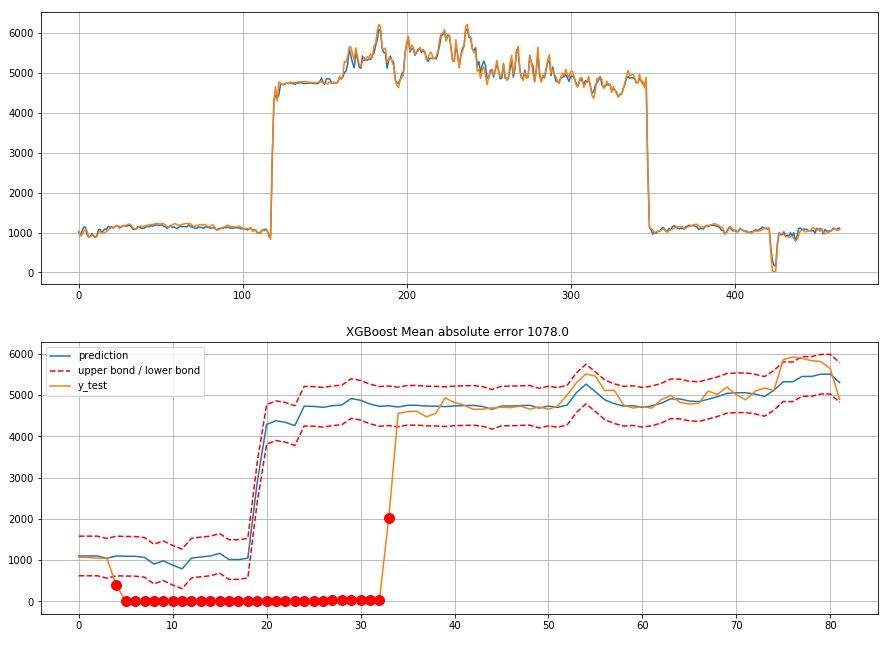 6000
5000
4000
3000
2000
1000
0
0 100 200 300 400
XGBoost Mean absolute error 1078.0
prediction
upper bond / lower bond
y_test
6000
5000
4000
3000
2000
1000
0
0 10 20 30 40 50 60 70 80